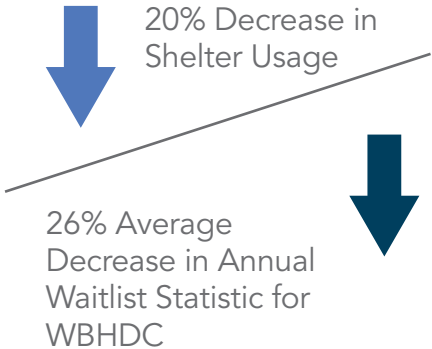 20% Decrease in
Shelter Usage
26% Average
Decrease in Annual
Waitlist Statistic for
WBHDC